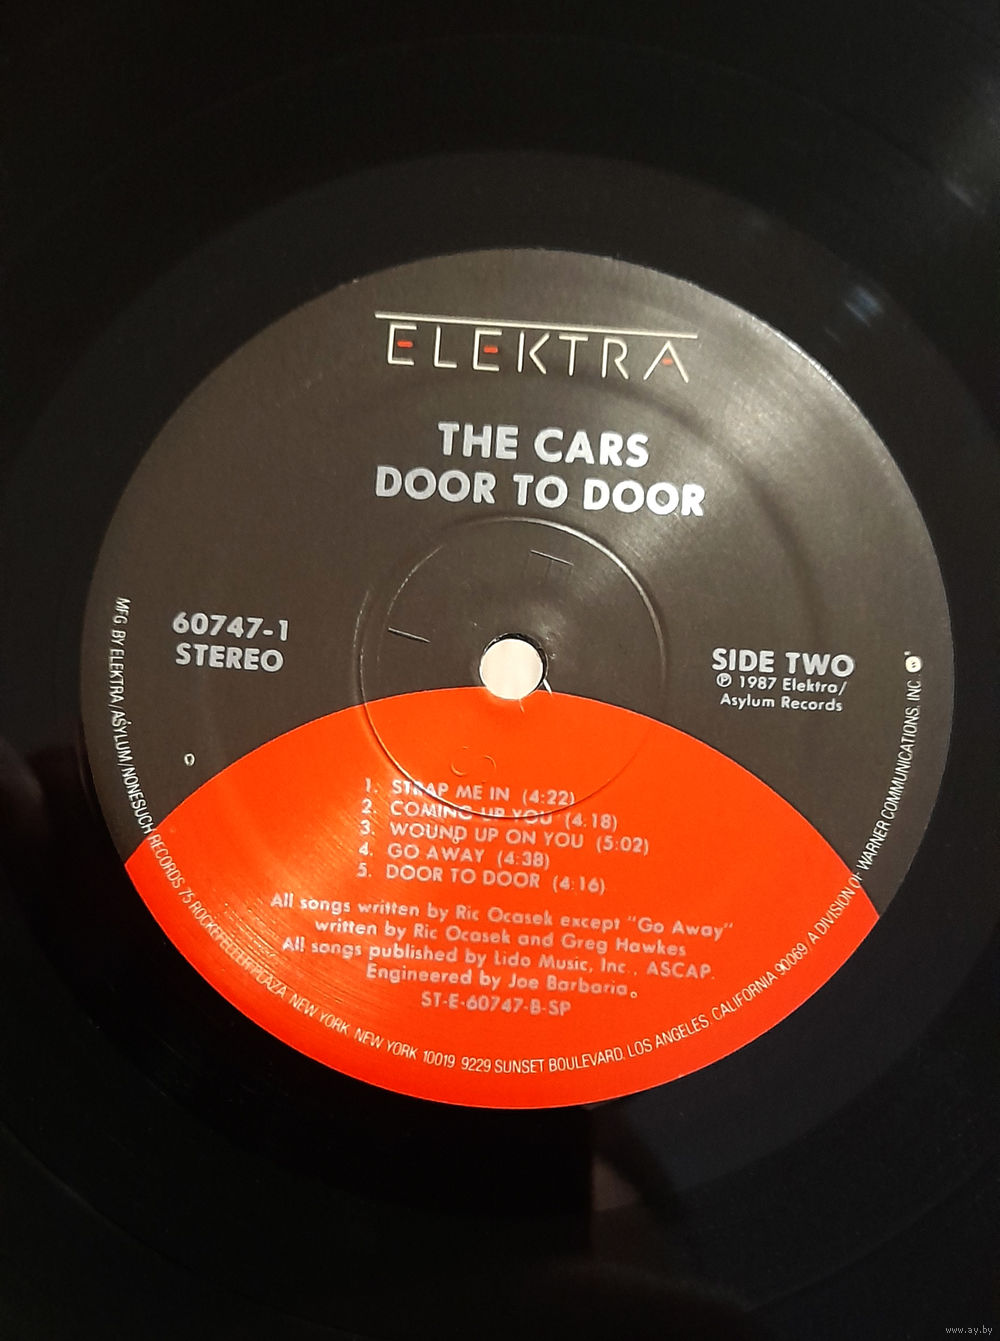 ELEKTRA
THE CARS
DOOR TO DOOR
60747-1
STEREO
SIDE TWO
℗ 1987 Elektra/
Asylum Records
1. STRAP ME IN (4:22)
2. COMING UP YOU (4:18)
3. WOUND UP ON YOU (5:02)
4. GO AWAY (4:38)
5. DOOR TO DOOR (4:16)
All songs written by Ric Ocasek except "Go Away"
written by Ric Ocasek and Greg Hawkes
All songs published by Lido Music, Inc., ASCAP.
Engineered by Joe Barbaria.
ST-E-60747-B-SP
MFG. BY ELEKTRA/ASYLUM/NONESUCH RECORDS 75 ROCKEFELLER PLAZA, NEW YORK, NEW YORK 10019 9229 SUNSET BOULEVARD, LOS ANGELES, CALIFORNIA 90069. A DIVISION OF WARNER COMMUNICATIONS, INC.
www.ay.by